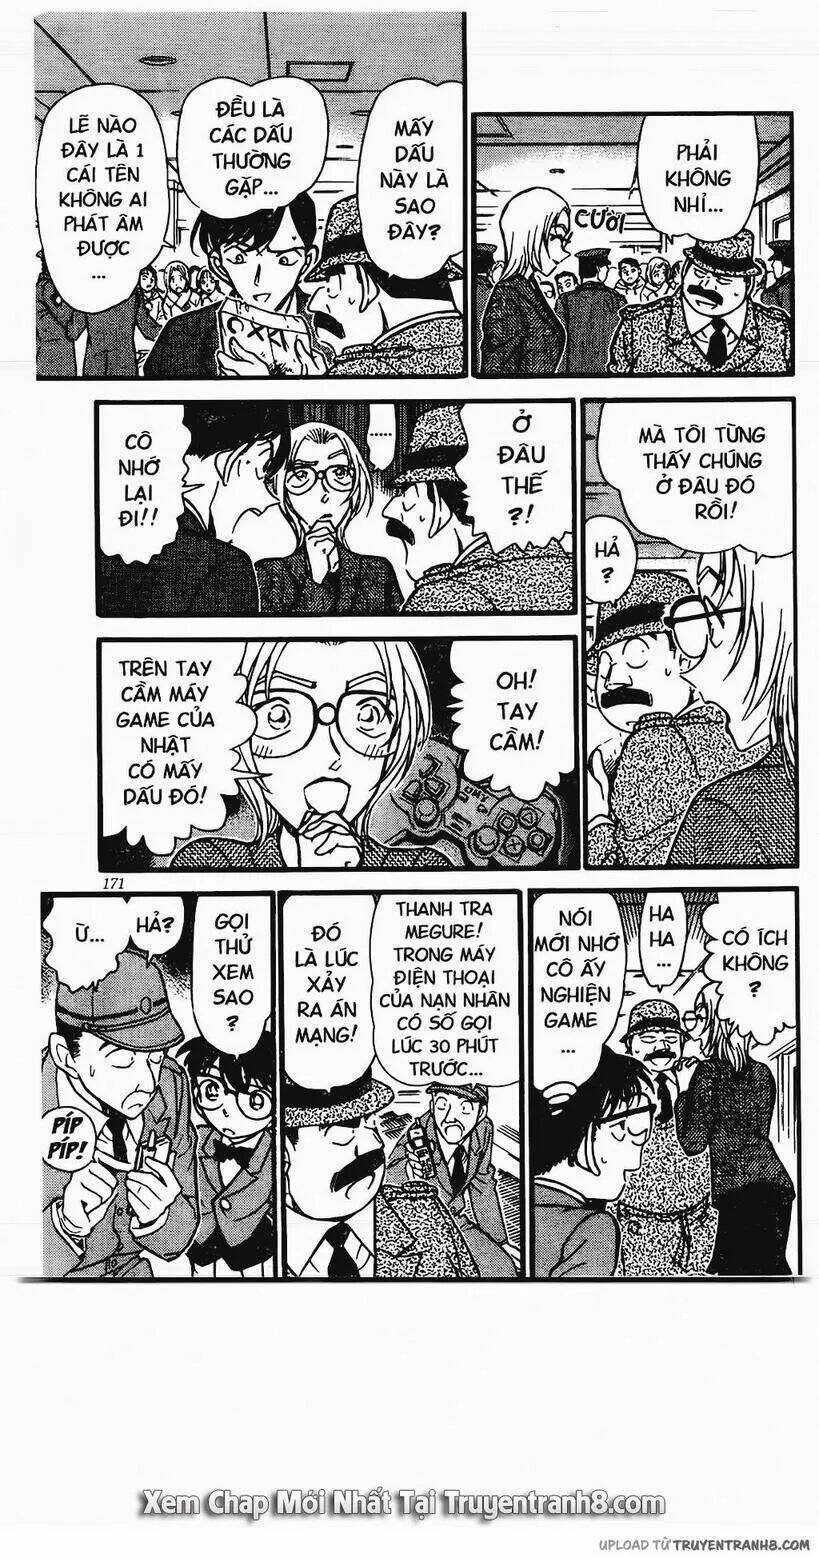 PHẢI
KHÔNG
NHỈ...
CƯỜI
MẤY
DẤU
NÀY LÀ
SAO
ĐÂY?
ĐỀU LÀ
CÁC DẤU
THƯỜNG
GẶP...
LẼ NÀO
ĐÂY LÀ 1
CÁI TÊN
KHÔNG AI
PHÁT ÂM
ĐƯỢC
...
MÀ TÔI TỪNG
THẤY CHÚNG
Ở ĐÂU ĐÓ
RỒI!
HẢ
?
Ở
ĐÂU
THẾ
?!
......
CÔ
NHỚ
LẠI
ĐI!!
OH!
TAY
CẦM!
TRÊN TAY
CẦM MÁY
GAME CỦA
NHẬT
CÓ MẤY
DẤU ĐÓ!
171
CÓ ÍCH
KHÔNG
?
HA
HA
...
NÓI
MỚI NHỚ
CÔ ẤY
NGHIỆN
GAME
...
THANH TRA
MEGURE!
TRONG MÁY
ĐIỆN THOẠI
CỦA NẠN NHÂN
CÓ SỐ GỌI
LÚC 30 PHÚT
TRƯỚC...
ĐÓ
LÀ LÚC
XẢY
RA ÁN
MẠNG!
GỌI
THỬ
XEM
SAO
?
HẢ?
Ừ...
PÍP
PÍP!
Xem Chap Mới Nhất Tại Truyentranh8.com
UPLOAD TỪ TRUYENTRANH8.COM